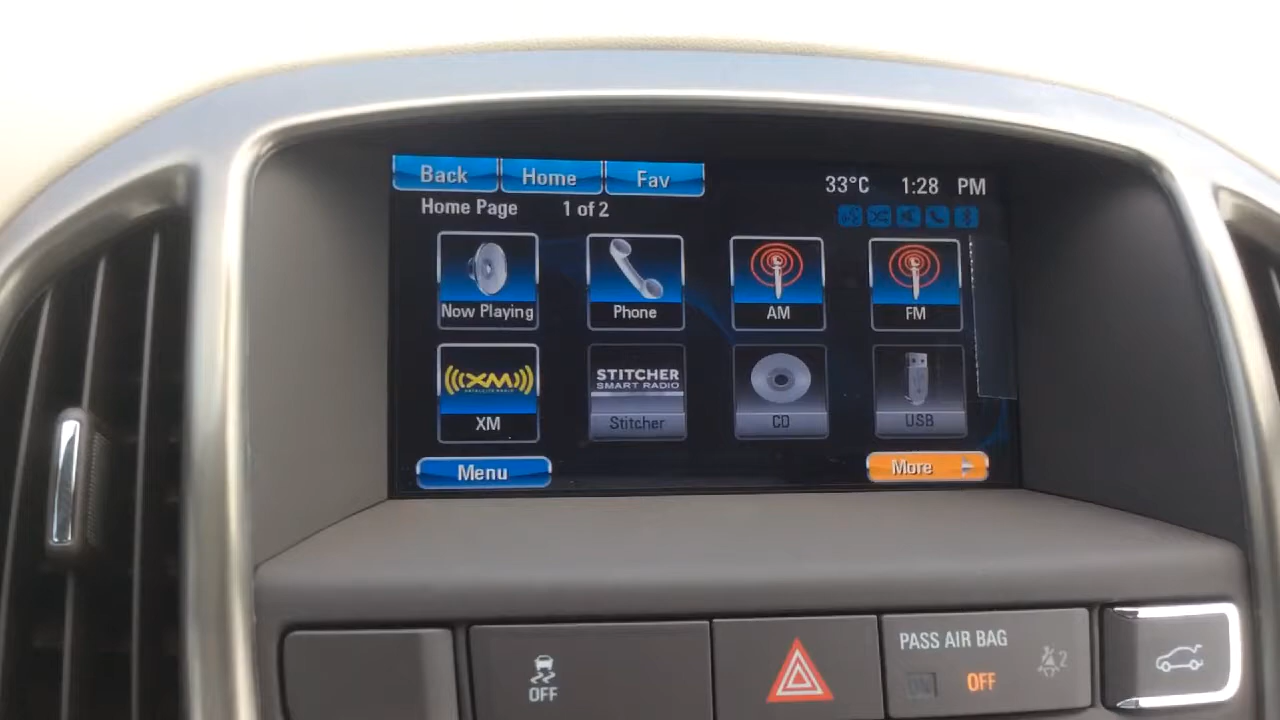 Back Home Fav
33°C 1:28 PM
Home Page 1 of 2
Now Playing Phone AM FM
XM
STITCHER
SMART RADIO
XM Stitcher CD USB
Menu More
PASS AIR BAG
OFF
OFF
2